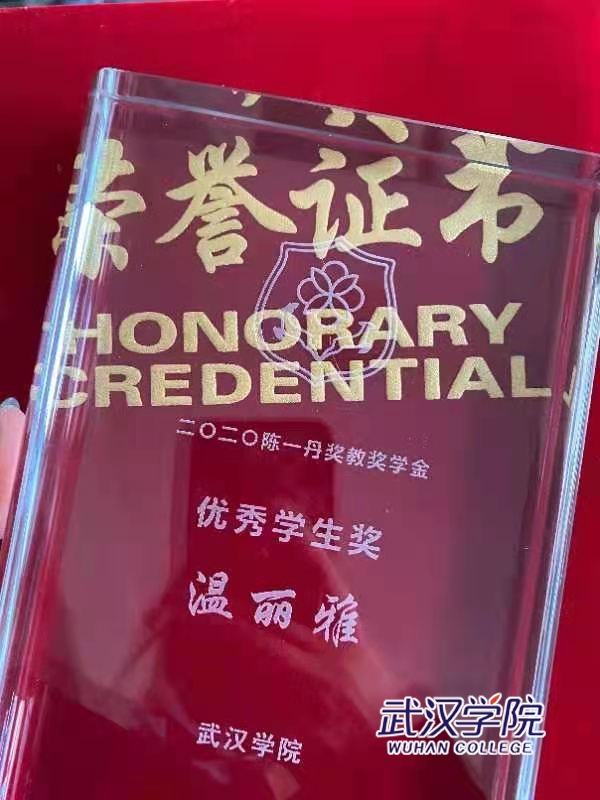 荣誉证书
HONORARY
CREDENTIAL
二〇二〇陈一丹奖教奖学金
优秀学生奖
温丽雅
武汉学院
武汉学院
WUHAN COLLEGE